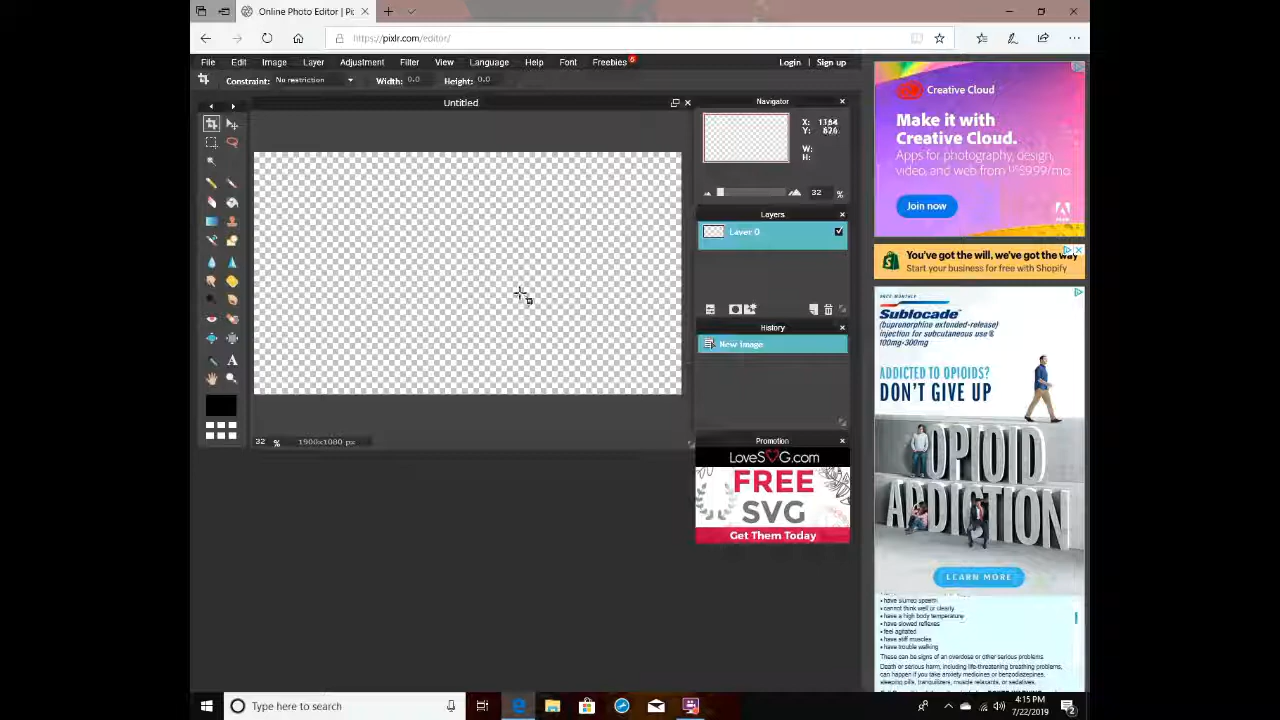 Online Photo Editor | Pi
https://pixlr.com/editor/
File Edit Image Layer Adjustment Filter View Language Help Font Freebies
Login | Sign up
Constraint: No restriction Width: 0.0 Height: 0.0
Untitled
Navigator
X: 1364
Y: 826
W:
H:
32 %
Layers
Layer 0
History
New image
32 % 1900x1080 px
Promotion
LoveSVG.com
FREE
SVG
Get Them Today
Creative Cloud
Make it with
Creative Cloud.
Apps for photography, design,
video, and web from US$9.99/mo.
Join now
Adobe
You've got the will, we've got the way
Start your business for free with Shopify
ONCE-MONTHLY
Sublocade
(buprenorphine extended-release)
injection for subcutaneous use
100mg•300mg
ADDICTED TO OPIOIDS?
DON'T GIVE UP
OPIOID
ADDICTION
LEARN MORE
• have slurred speech
• cannot think well or clearly
• have a high body temperature
• have slowed reflexes
• feel agitated
• have stiff muscles
• have trouble walking
These can be signs of an overdose or other serious problems.
Death or serious harm, including life-threatening breathing problems,
can happen if you take anxiety medicines or benzodiazepines,
sleeping pills, tranquilizers, muscle relaxants, or sedatives,
Type here to search
4:15 PM
7/22/2019
2